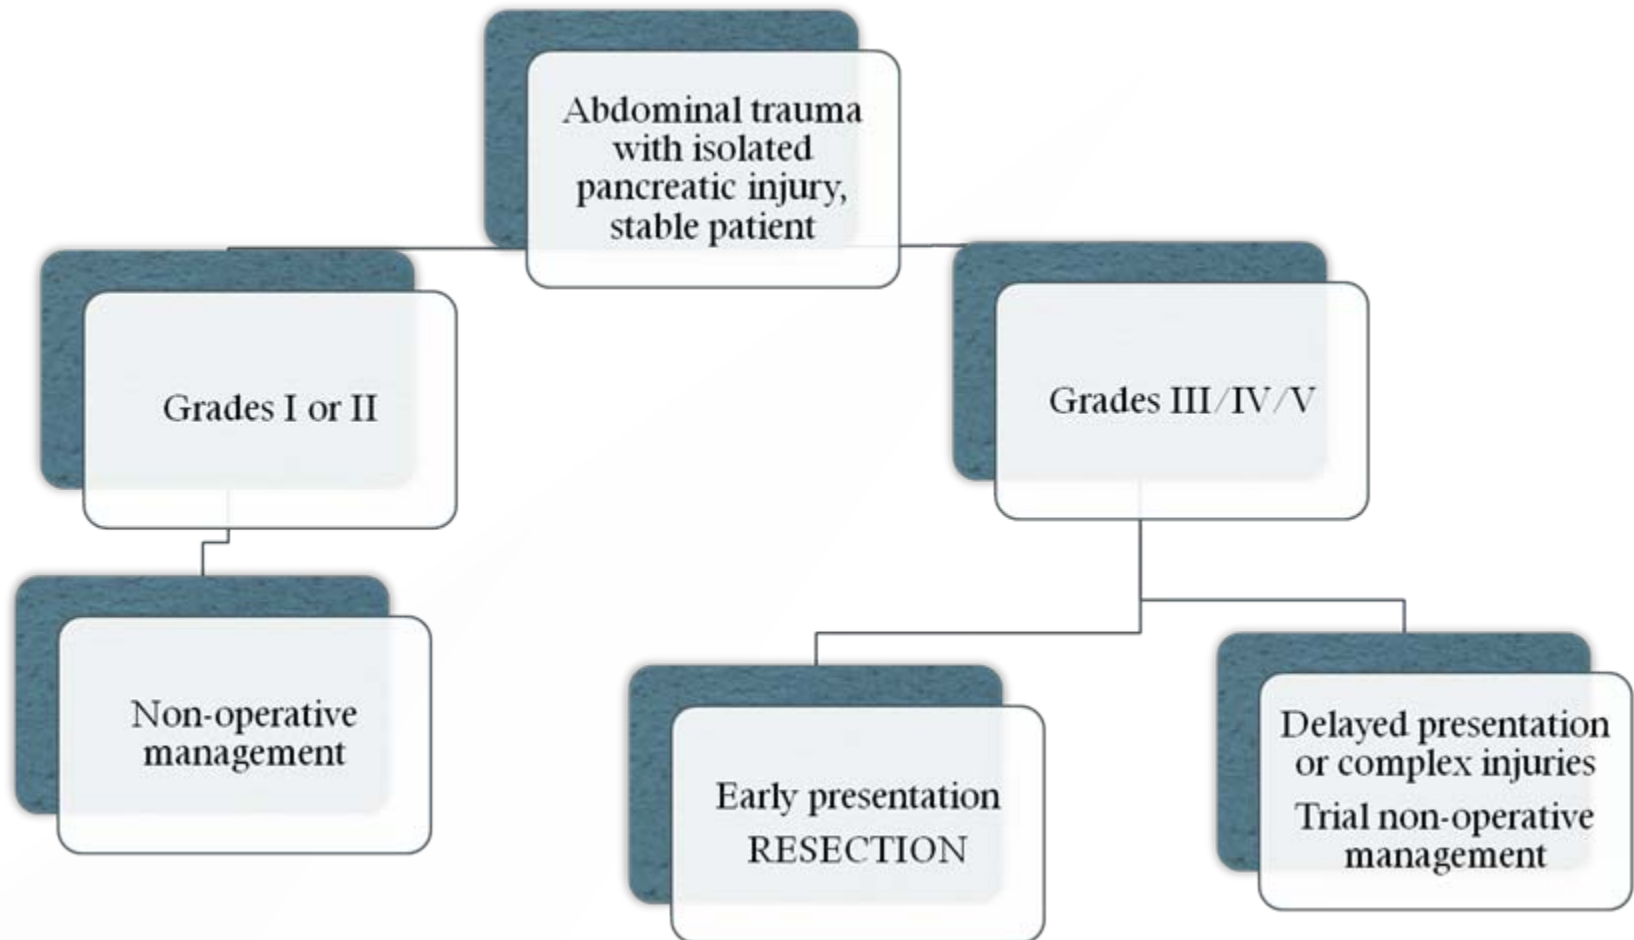 Abdominal trauma
with isolated
pancreatic injury,
stable patient
Grades I or II
Grades III/IV/V
Non-operative
management
Early presentation
RESECTION
Delayed presentation
or complex injuries
Trial non-operative
management